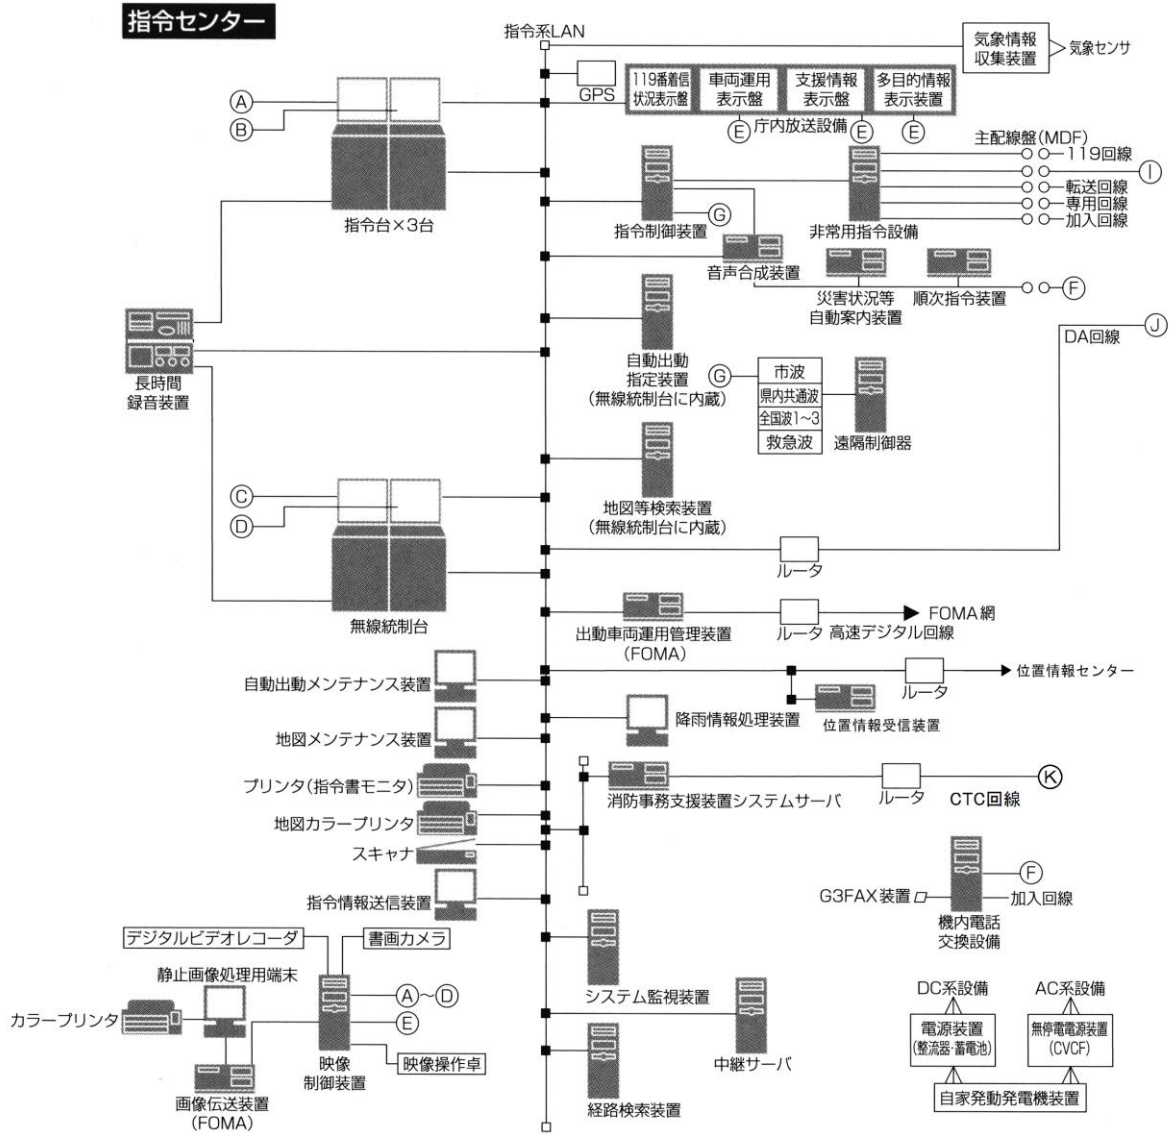 指令センター
指令系LAN
気象情報
収集装置
気象センサ
GPS
119番着信
状況表示盤
車両運用
表示盤
支援情報
表示盤
多目的情報
表示装置
Ⓐ
Ⓑ
Ⓔ
庁内放送設備
Ⓔ
Ⓔ
主配線盤(MDF)
119回線
Ⓘ
転送回線
専用回線
加入回線
指令台×3台
指令制御装置
Ⓖ
非常用指令設備
音声合成装置
災害状況等
自動案内装置
順次指令装置
Ⓕ
長時間
録音装置
自動出動
指定装置
(無線統制台に内蔵)
Ⓖ
市波
県内共通波
全国波1〜3
救急波
遠隔制御器
DA回線
Ⓙ
地図等検索装置
(無線統制台に内蔵)
Ⓒ
Ⓓ
無線統制台
ルータ
出動車両運用管理装置
(FOMA)
ルータ
高速デジタル回線
FOMA網
自動出動メンテナンス装置
ルータ
位置情報センター
位置情報受信装置
地図メンテナンス装置
降雨情報処理装置
プリンタ(指令書モニタ)
消防事務支援装置システムサーバ
ルータ
CTC回線
Ⓚ
地図カラープリンタ
スキャナ
指令情報送信装置
G3FAX装置
Ⓕ
加入回線
機内電話
交換設備
デジタルビデオレコーダ
書画カメラ
静止画像処理用端末
カラープリンタ
Ⓐ〜Ⓓ
Ⓔ
映像操作卓
映像
制御装置
画像伝送装置
(FOMA)
システム監視装置
中継サーバ
経路検索装置
DC系設備
AC系設備
電源装置
(整流器・蓄電池)
無停電電源装置
(CVCF)
自家発動発電機装置